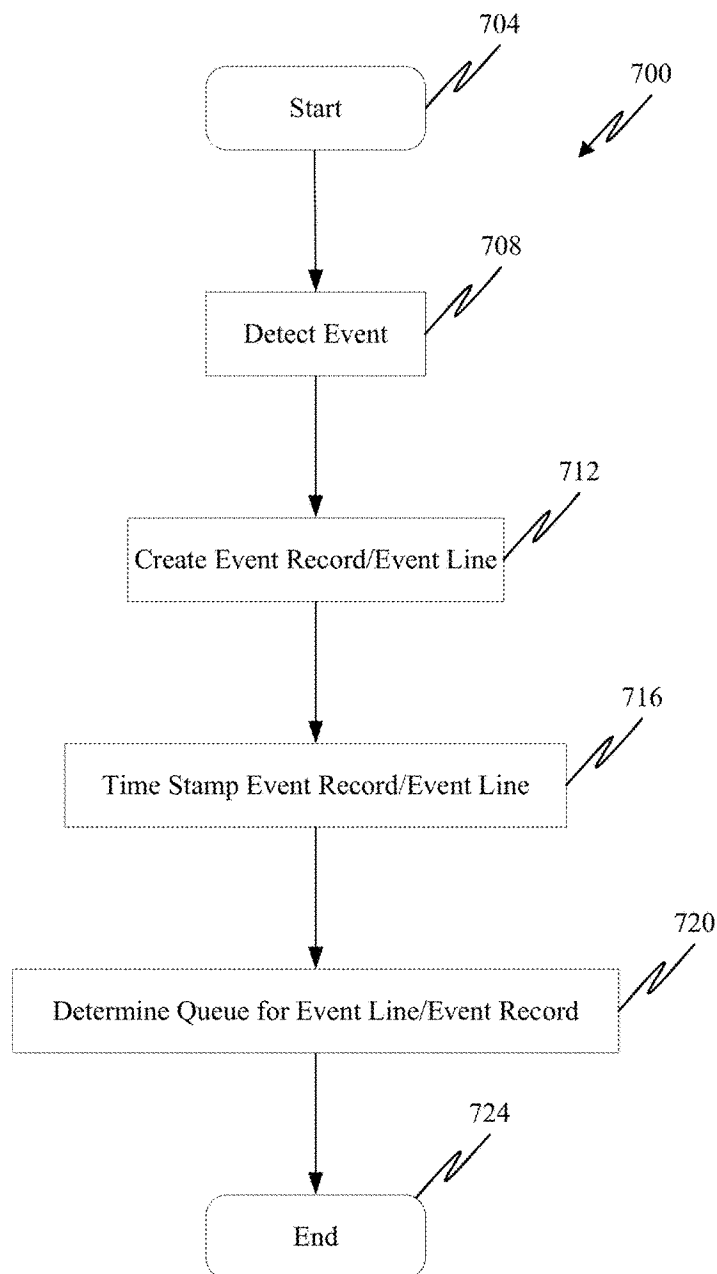 704
700
Start
708
Detect Event
712
Create Event Record/Event Line
716
Time Stamp Event Record/Event Line
720
Determine Queue for Event Line/Event Record
724
End